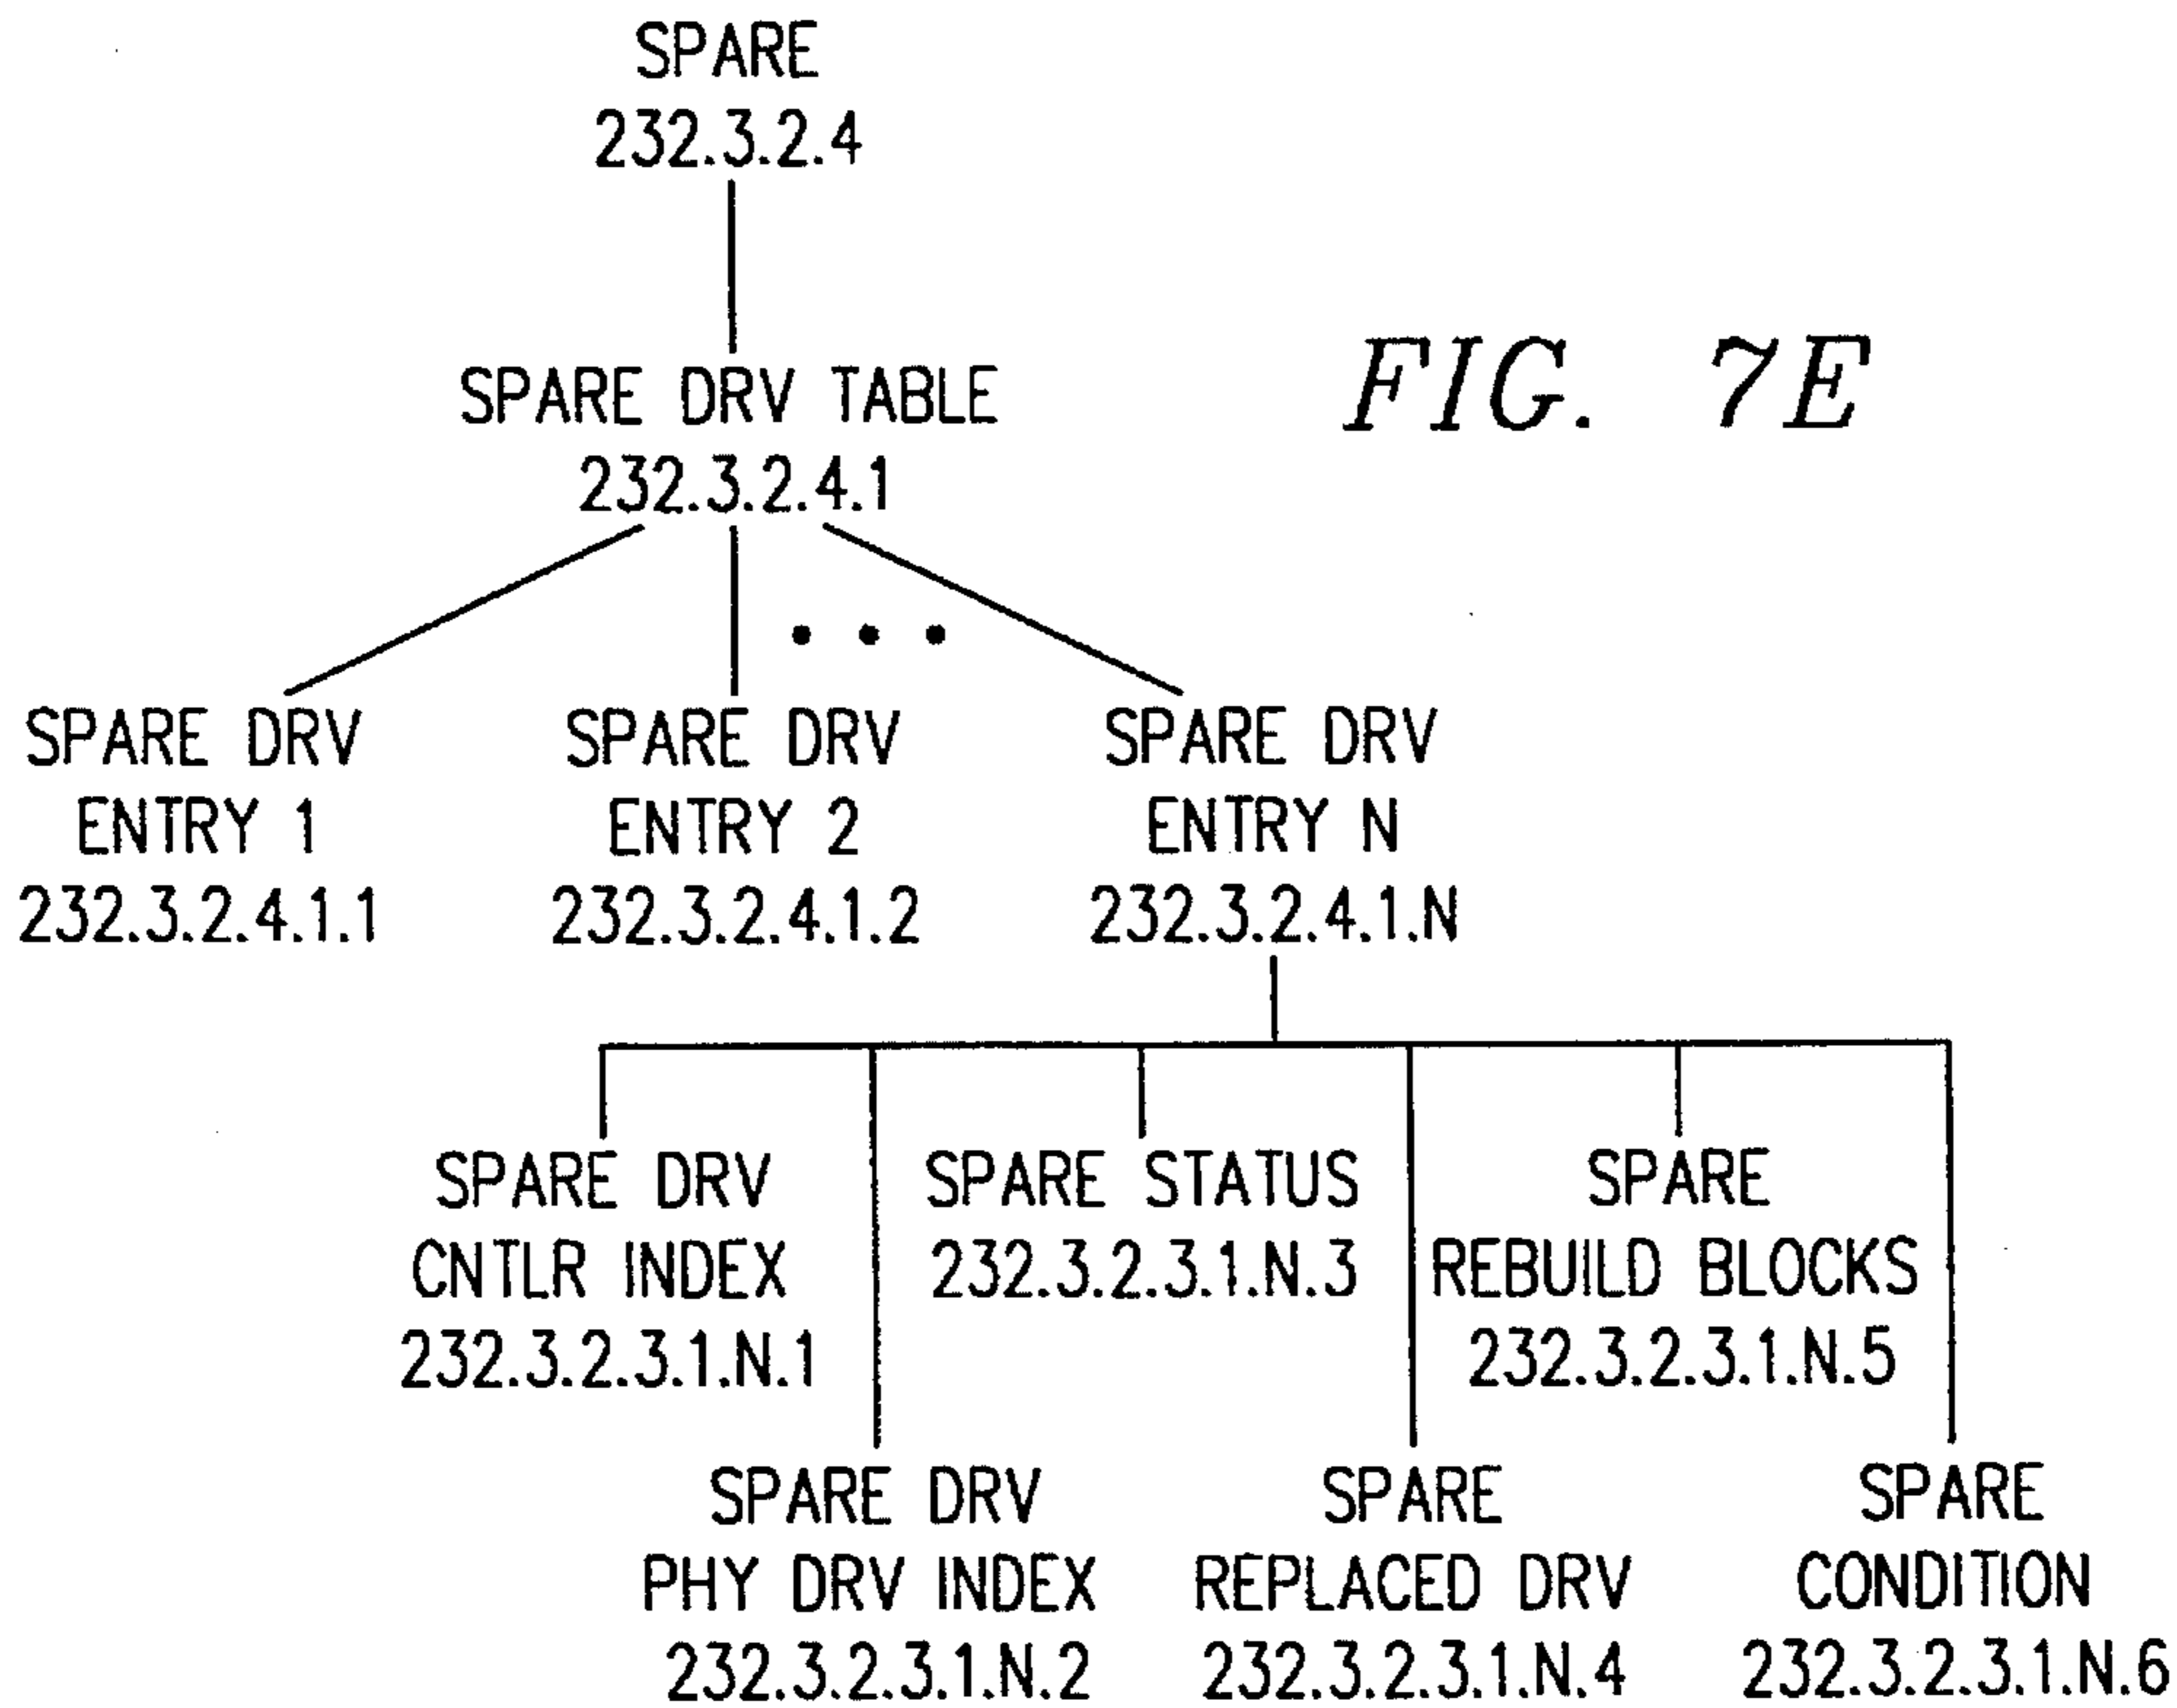 SPARE
232.3.2.4
SPARE DRV TABLE
232.3.2.4.1
FIG. 7E
SPARE DRV
ENTRY 1
232.3.2.4.1.1
SPARE DRV
ENTRY 2
232.3.2.4.1.2
SPARE DRV
ENTRY N
232.3.2.4.1.N
SPARE DRV
CNTLR INDEX
232.3.2.3.1.N.1
SPARE STATUS
232.3.2.3.1.N.3
SPARE
REBUILD BLOCKS
232.3.2.3.1.N.5
SPARE DRV
PHY DRV INDEX
232.3.2.3.1.N.2
SPARE
REPLACED DRV
232.3.2.3.1.N.4
SPARE
CONDITION
232.3.2.3.1.N.6